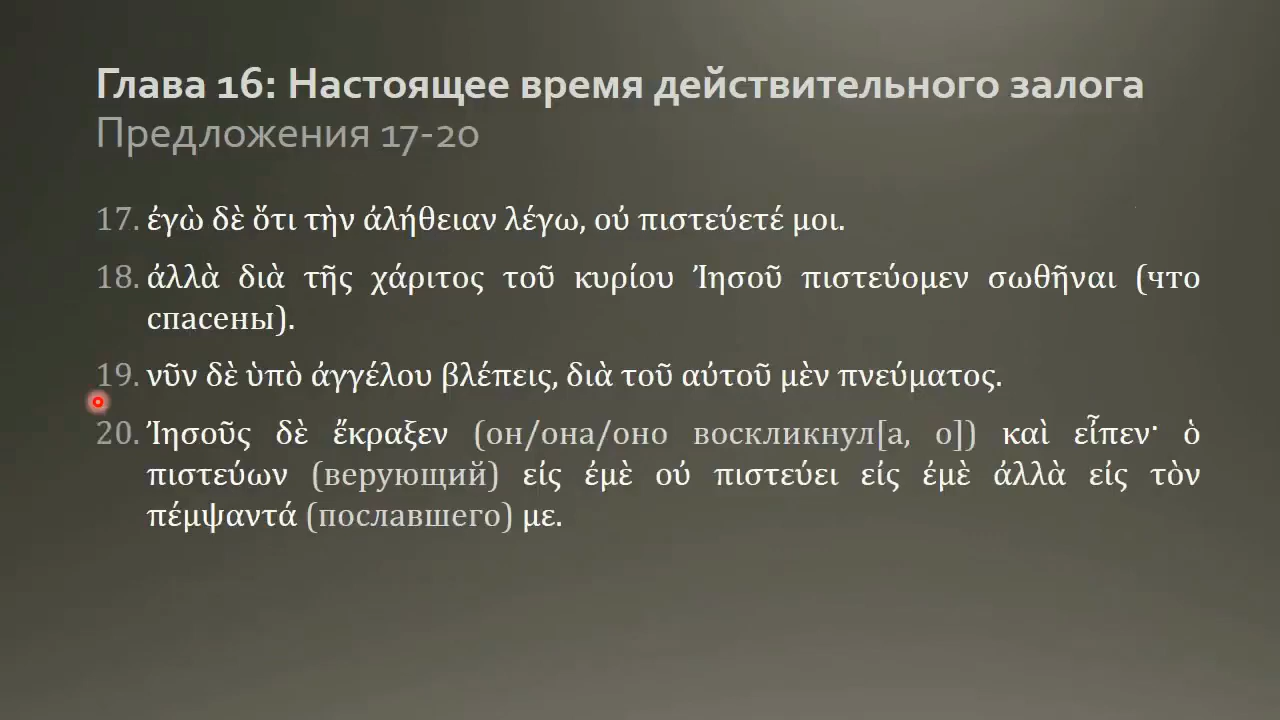 Глава 16: Настоящее время действительного залога
Предложения 17-20
17. ἐγὼ δὲ ὅτι τὴν ἀλήθειαν λέγω, οὐ πιστεύετέ μοι.
18. ἀλλὰ διὰ τῆς χάριτος τοῦ κυρίου Ἰησοῦ πιστεύομεν σωθῆναι (что
спасены).
19. νῦν δὲ ὑπὸ ἀγγέλου βλέπεις, διὰ τοῦ αὐτοῦ μὲν πνεύματος.
20. Ἰησοῦς δὲ ἔκραξεν (он/она/оно воскликнул[а, о]) καὶ εἶπεν· ὁ
πιστεύων (верующий) εἰς ἐμὲ οὐ πιστεύει εἰς ἐμὲ ἀλλὰ εἰς τὸν
πέμψαντά (пославшего) με.